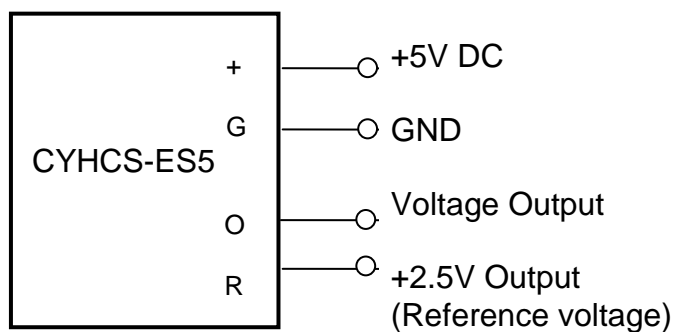 + +5V DC
G GND
CYHCS-ES5
O Voltage Output
R +2.5V Output
(Reference voltage)